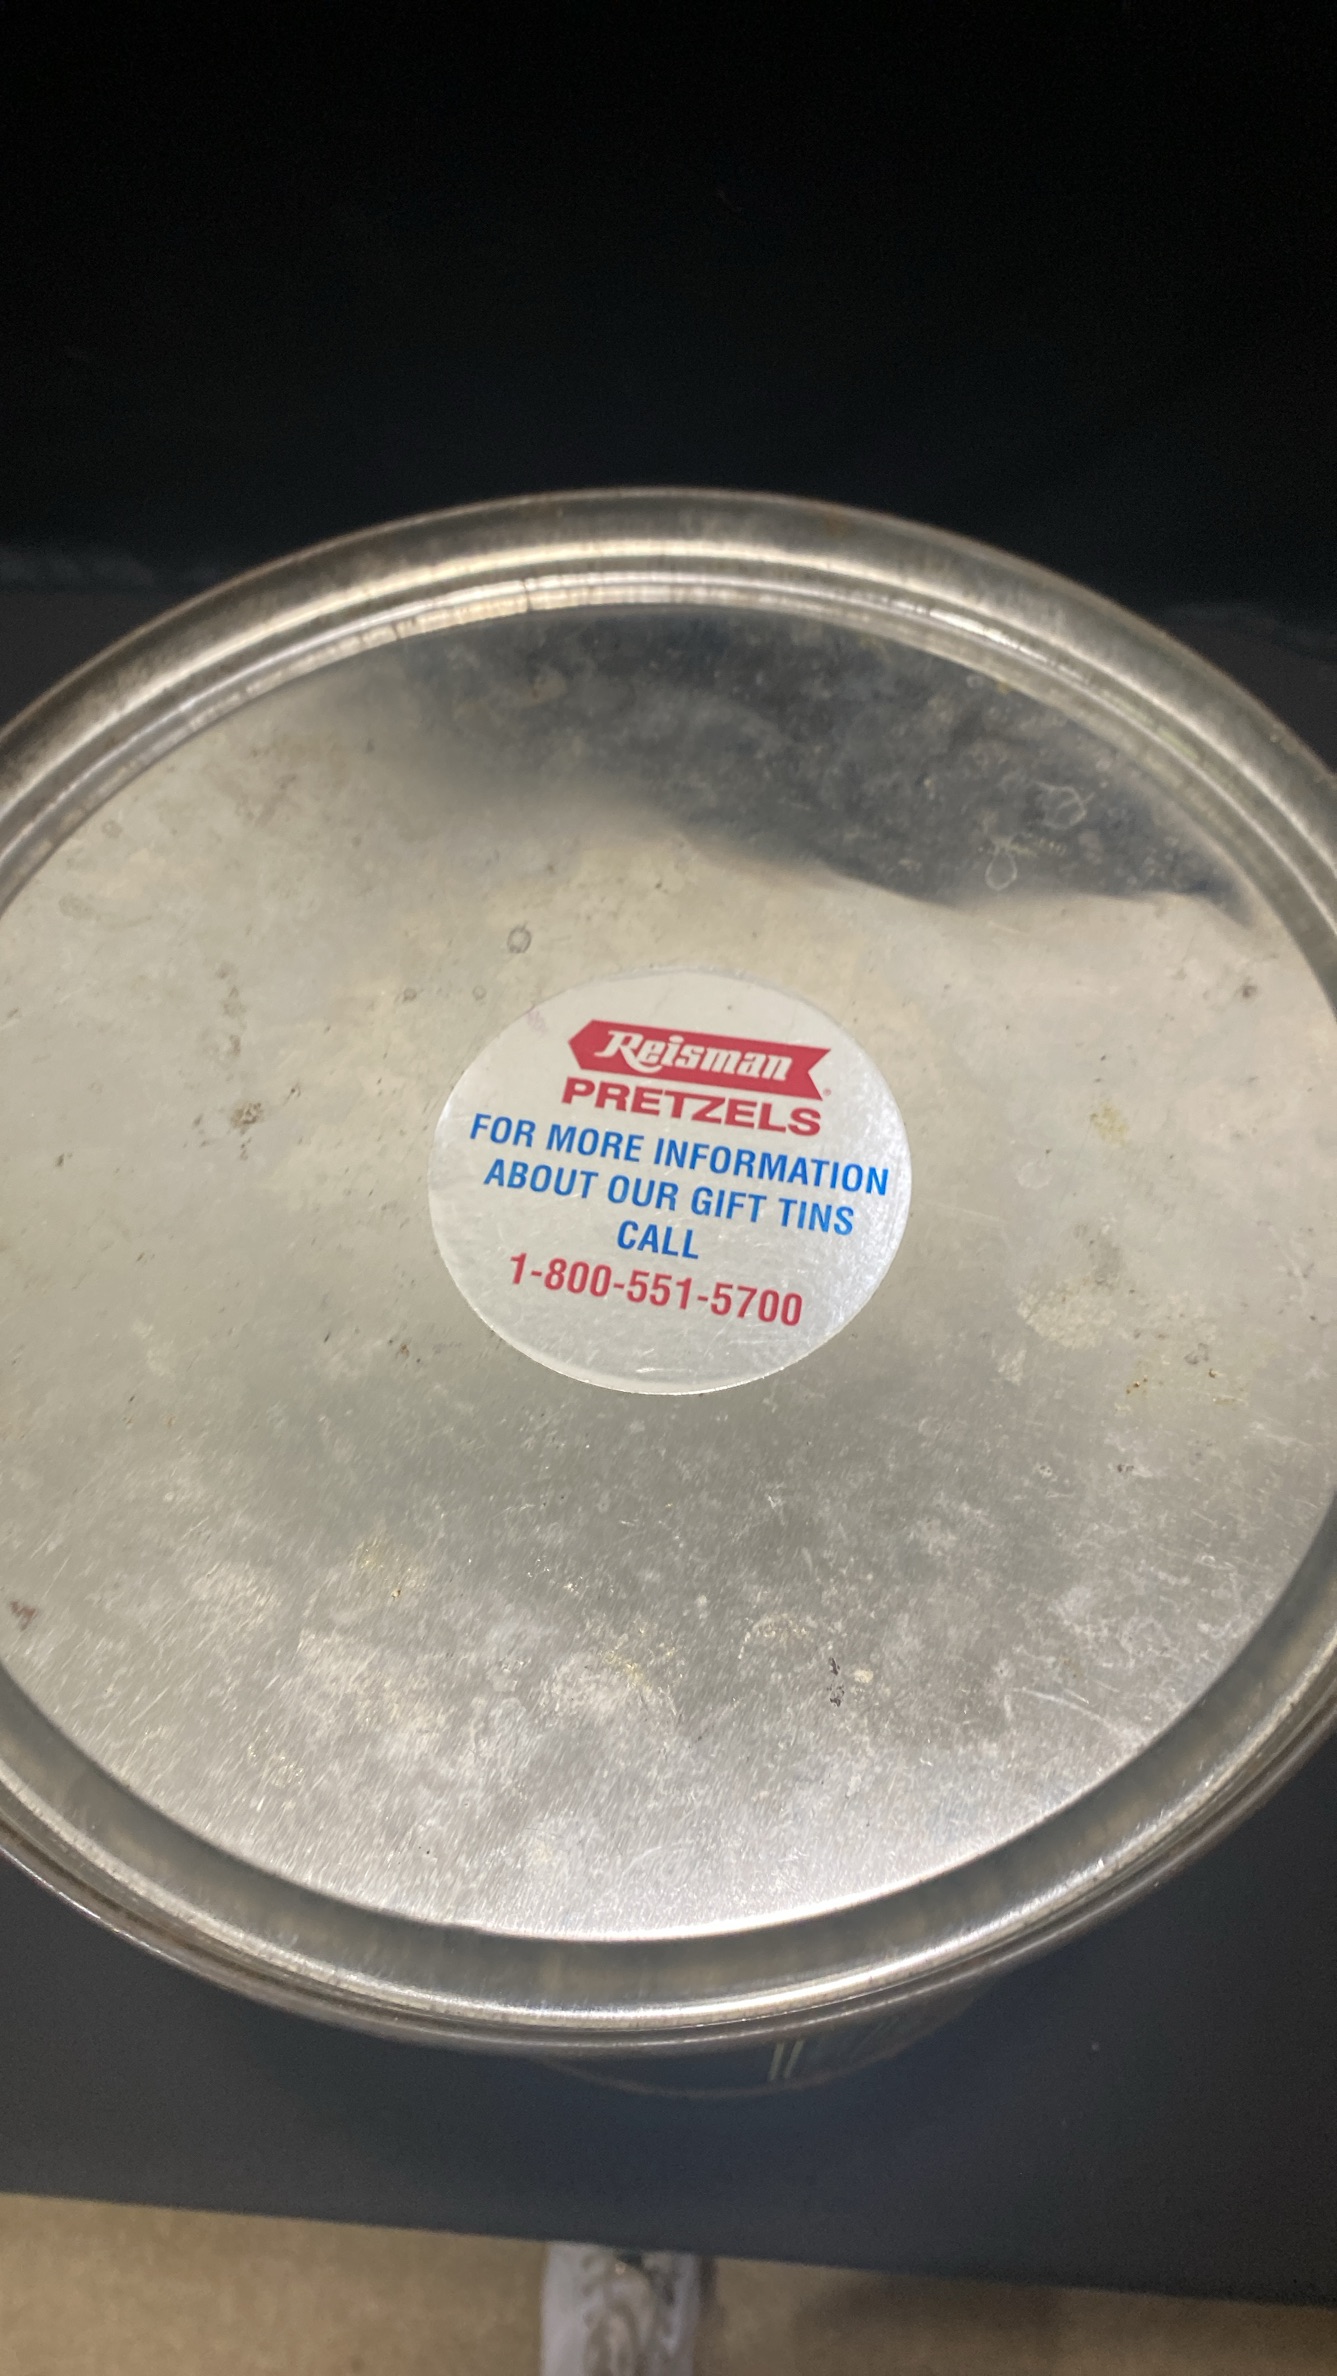 Reisman
PRETZELS
FOR MORE INFORMATION
ABOUT OUR GIFT TINS
CALL
1-800-551-5700